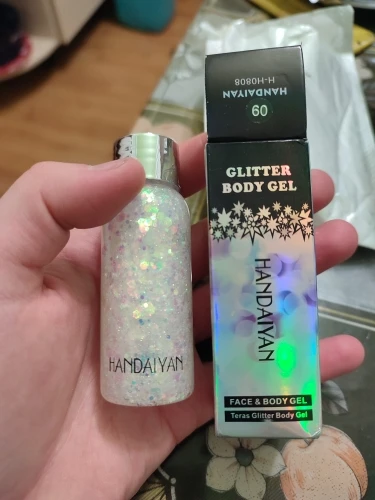 HANDAIYAN
H-H0808
09
GLITTER
BODY GEL
HANDAIYAN
FACE & BODY GEL
Teras Glitter Body Gel
HANDAIYAN